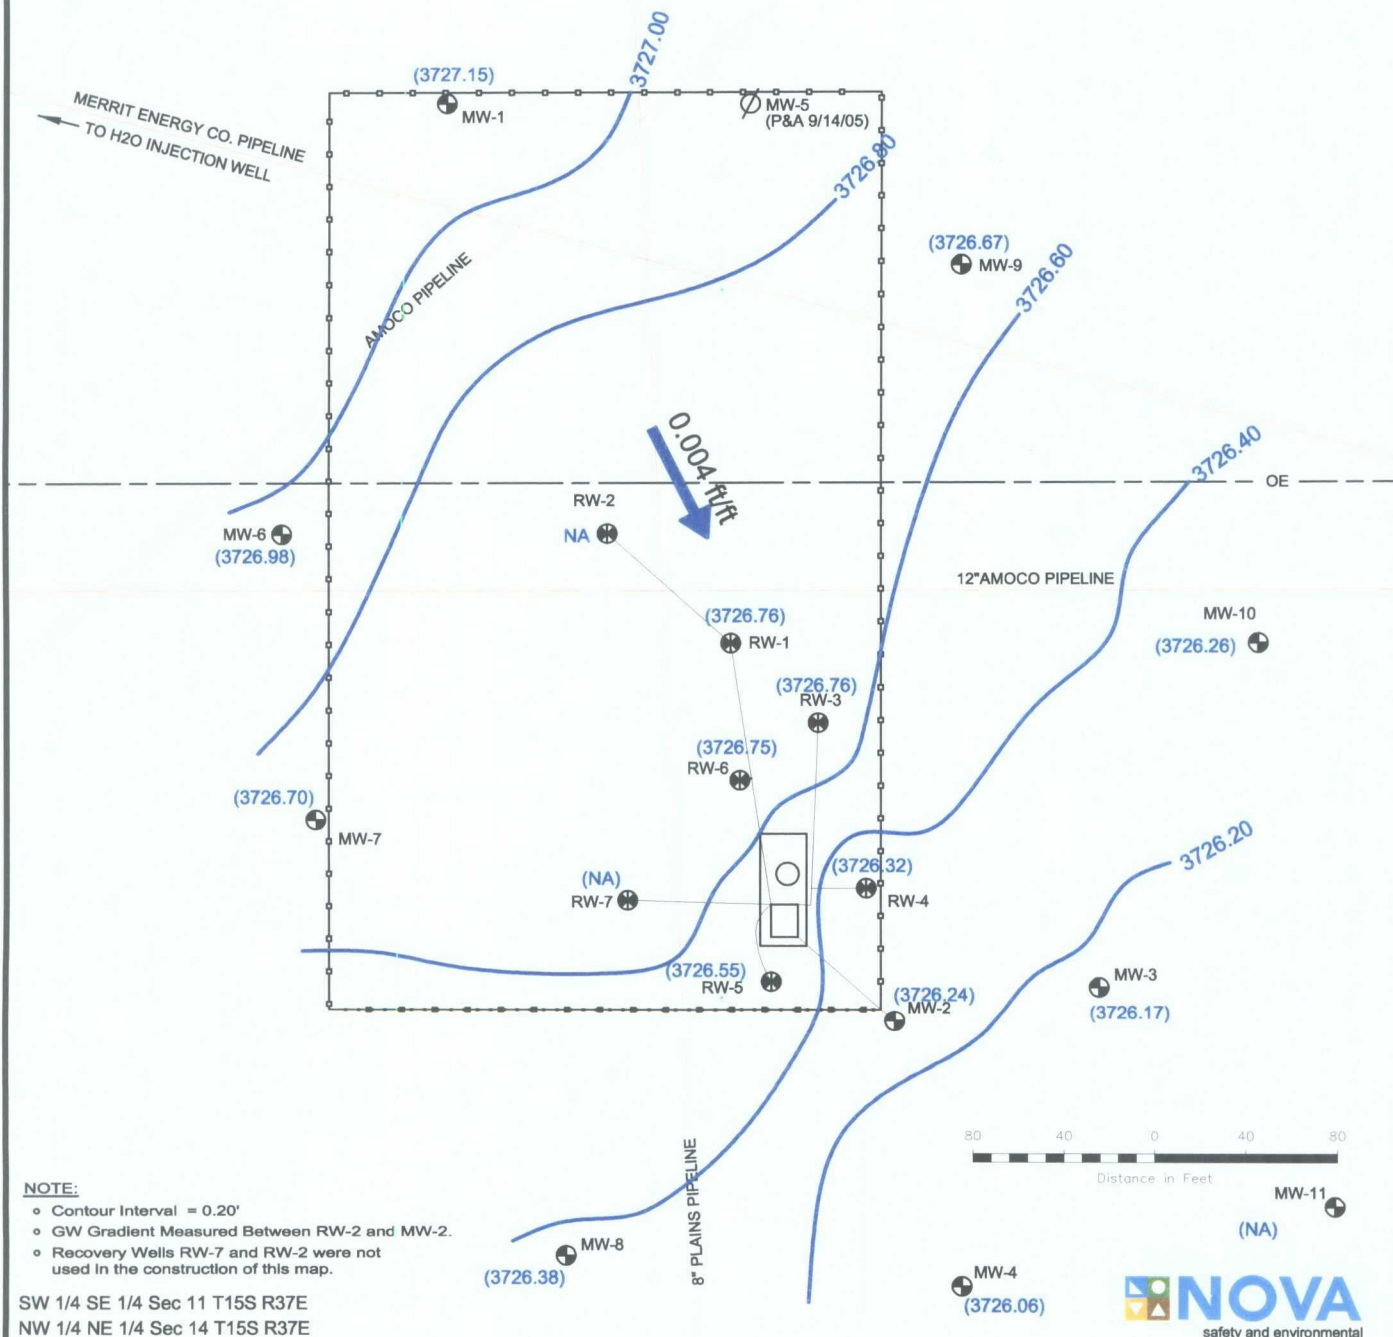 3727.00
(3727.15)
MW-1
MW-5
(P&A 9/14/05)
MERRIT ENERGY CO. PIPELINE
TO H2O INJECTION WELL
3726.80
(3726.67)
MW-9
3726.60
AMOCO PIPELINE
0.004 ft/ft
3726.40
OE
RW-2
NA
MW-6
(3726.98)
12"AMOCO PIPELINE
(3726.76)
RW-1
MW-10
(3726.26)
(3726.76)
RW-3
(3726.75)
RW-6
(3726.70)
MW-7
3726.20
(NA)
RW-7
(3726.32)
RW-4
(3726.55)
RW-5
(3726.24)
MW-2
MW-3
(3726.17)
80 40 0 40 80
Distance in Feet
8" PLAINS PIPELINE
MW-11
(NA)
MW-8
(3726.38)
MW-4
(3726.06)
NOTE:
Contour Interval = 0.20'
GW Gradient Measured Between RW-2 and MW-2.
Recovery Wells RW-7 and RW-2 were not
used in the construction of this map.
SW 1/4 SE 1/4 Sec 11 T15S R37E
NW 1/4 NE 1/4 Sec 14 T15S R37E
NOVA
safety and environmental